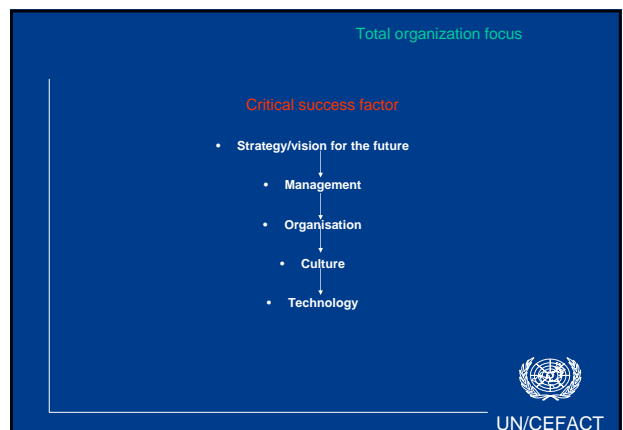 Total organization focus
Critical success factor
• Strategy/vision for the future
• Management
• Organisation
• Culture
• Technology
UN/CEFACT